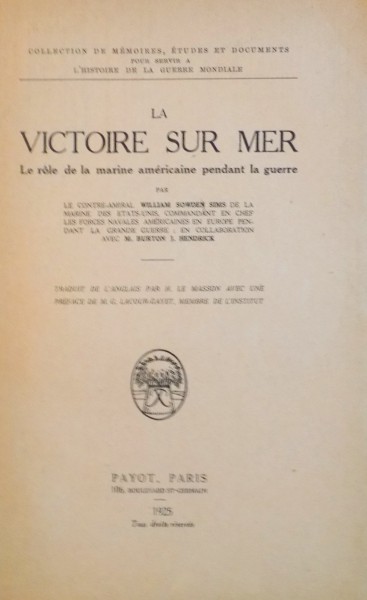 COLLECTION DE MÉMOIRES, ÉTUDES ET DOCUMENTS
POUR SERVIR A
L'HISTOIRE DE LA GUERRE MONDIALE
LA
VICTOIRE SUR MER
Le rôle de la marine américaine pendant la guerre
PAR
LE CONTRE-AMIRAL WILLIAM SOWDEN SIMS DE LA
MARINE DES ETATS-UNIS, COMMANDANT EN CHEF
LES FORCES NAVALES AMÉRICAINES EN EUROPE PEN-
DANT LA GRANDE GUERRE ; EN COLLABORATION
AVEC M. BURTON J. HENDRICK
TRADUIT DE L'ANGLAIS PAR H. LE MASSON AVEC UNE
PRÉFACE DE M. G. LACOUR-GAYET, MEMBRE DE L'INSTITUT
PAYOT, PARIS
106, BOULEVARD ST-GERMAIN
1925
Tous droits réservés